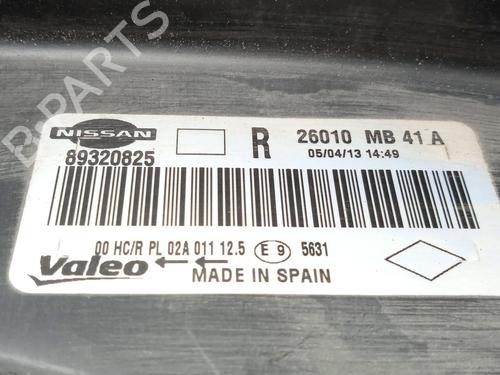 NISSAN
R 26010 MB 41 A
89320825
05/04/13 14:49
00 HC/R PL 02A 011 12.5 E 9 5631
Valeo
MADE IN SPAIN
B-PARTS
B-PARTS